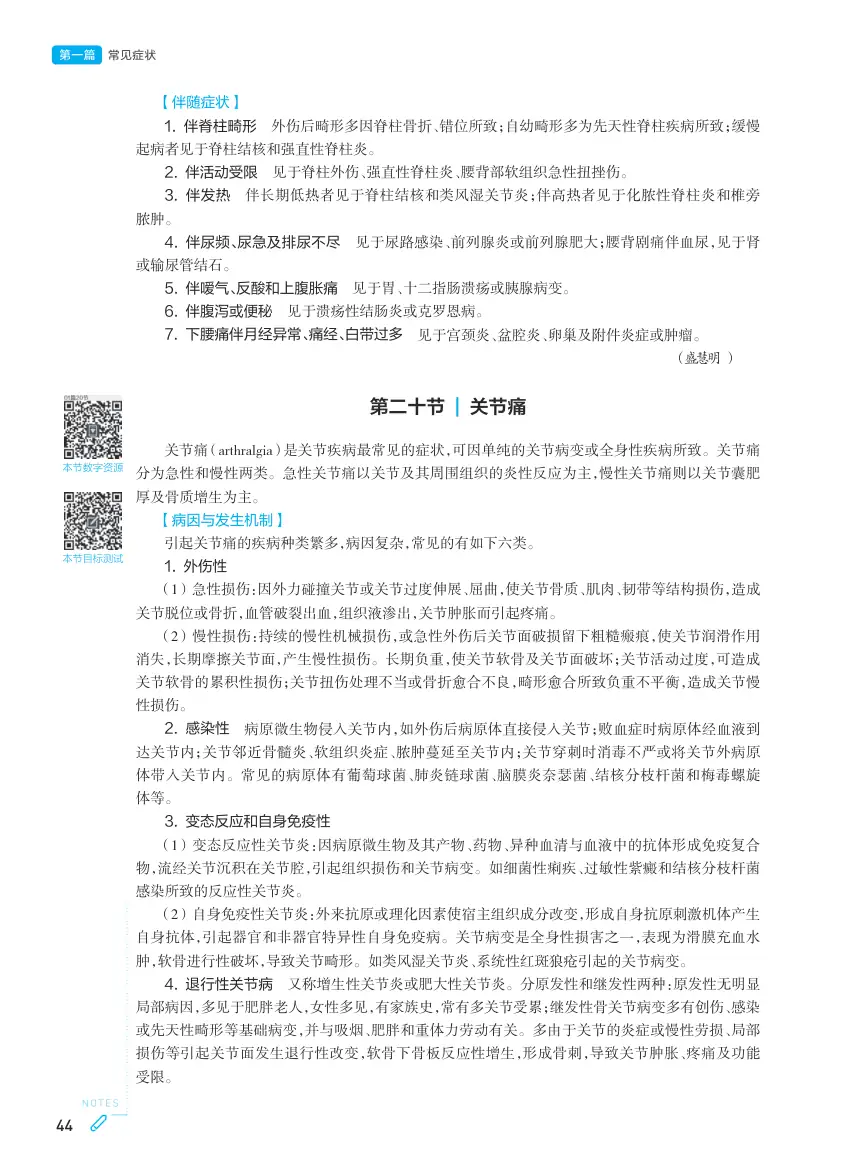 第一篇 常见症状
【伴随症状】
1. 伴脊柱畸形 外伤后畸形多因脊柱骨折、错位所致;自幼畸形多为先天性脊柱疾病所致;缓慢
起病者见于脊柱结核和强直性脊柱炎。
2. 伴活动受限 见于脊柱外伤、强直性脊柱炎、腰背部软组织急性扭挫伤。
3. 伴发热 伴长期低热者见于脊柱结核和类风湿关节炎;伴高热者见于化脓性脊柱炎和椎旁
脓肿。
4. 伴尿频、尿急及排尿不尽 见于尿路感染、前列腺炎或前列腺肥大;腰背剧痛伴血尿,见于肾
或输尿管结石。
5. 伴嗳气、反酸和上腹胀痛 见于胃、十二指肠溃疡或胰腺病变。
6. 伴腹泻或便秘 见于溃疡性结肠炎或克罗恩病。
7. 下腰痛伴月经异常、痛经、白带过多 见于宫颈炎、盆腔炎、卵巢及附件炎症或肿瘤。
(盛慧明)
01篇20节
本节数字资源
本节目标测试
第二十节 | 关节痛
关节痛(arthralgia)是关节疾病最常见的症状,可因单纯的关节病变或全身性疾病所致。关节痛
分为急性和慢性两类。急性关节痛以关节及其周围组织的炎性反应为主,慢性关节痛则以关节囊肥
厚及骨质增生为主。
【病因与发生机制】
引起关节痛的疾病种类繁多,病因复杂,常见的有如下六类。
1. 外伤性
(1)急性损伤:因外力碰撞关节或关节过度伸展、屈曲,使关节骨质、肌肉、韧带等结构损伤,造成
关节脱位或骨折,血管破裂出血,组织液渗出,关节肿胀而引起疼痛。
(2)慢性损伤:持续的慢性机械损伤,或急性外伤后关节面破损留下粗糙瘢痕,使关节润滑作用
消失,长期摩擦关节面,产生慢性损伤。长期负重,使关节软骨及关节面破坏;关节活动过度,可造成
关节软骨的累积性损伤;关节扭伤处理不当或骨折愈合不良,畸形愈合所致负重不平衡,造成关节慢
性损伤。
2. 感染性 病原微生物侵入关节内,如外伤后病原体直接侵入关节;败血症时病原体经血液到
达关节内;关节邻近骨髓炎、软组织炎症、脓肿蔓延至关节内;关节穿刺时消毒不严或将关节外病原
体带入关节内。常见的病原体有葡萄球菌、肺炎链球菌、脑膜炎奈瑟菌、结核分枝杆菌和梅毒螺旋
体等。
3. 变态反应和自身免疫性
(1)变态反应性关节炎:因病原微生物及其产物、药物、异种血清与血液中的抗体形成免疫复合
物,流经关节沉积在关节腔,引起组织损伤和关节病变。如细菌性痢疾、过敏性紫癜和结核分枝杆菌
感染所致的反应性关节炎。
(2)自身免疫性关节炎:外来抗原或理化因素使宿主组织成分改变,形成自身抗原刺激机体产生
自身抗体,引起器官和非器官特异性自身免疫病。关节病变是全身性损害之一,表现为滑膜充血水
肿,软骨进行性破坏,导致关节畸形。如类风湿关节炎、系统性红斑狼疮引起的关节病变。
4. 退行性关节病 又称增生性关节炎或肥大性关节炎。分原发性和继发性两种:原发性无明显
局部病因,多见于肥胖老人,女性多见,有家族史,常有多关节受累;继发性骨关节病变多有创伤、感染
或先天性畸形等基础病变,并与吸烟、肥胖和重体力劳动有关。多由于关节的炎症或慢性劳损、局部
损伤等引起关节面发生退行性改变,软骨下骨板反应性增生,形成骨刺,导致关节肿胀、疼痛及功能
受限。
NOTES
44